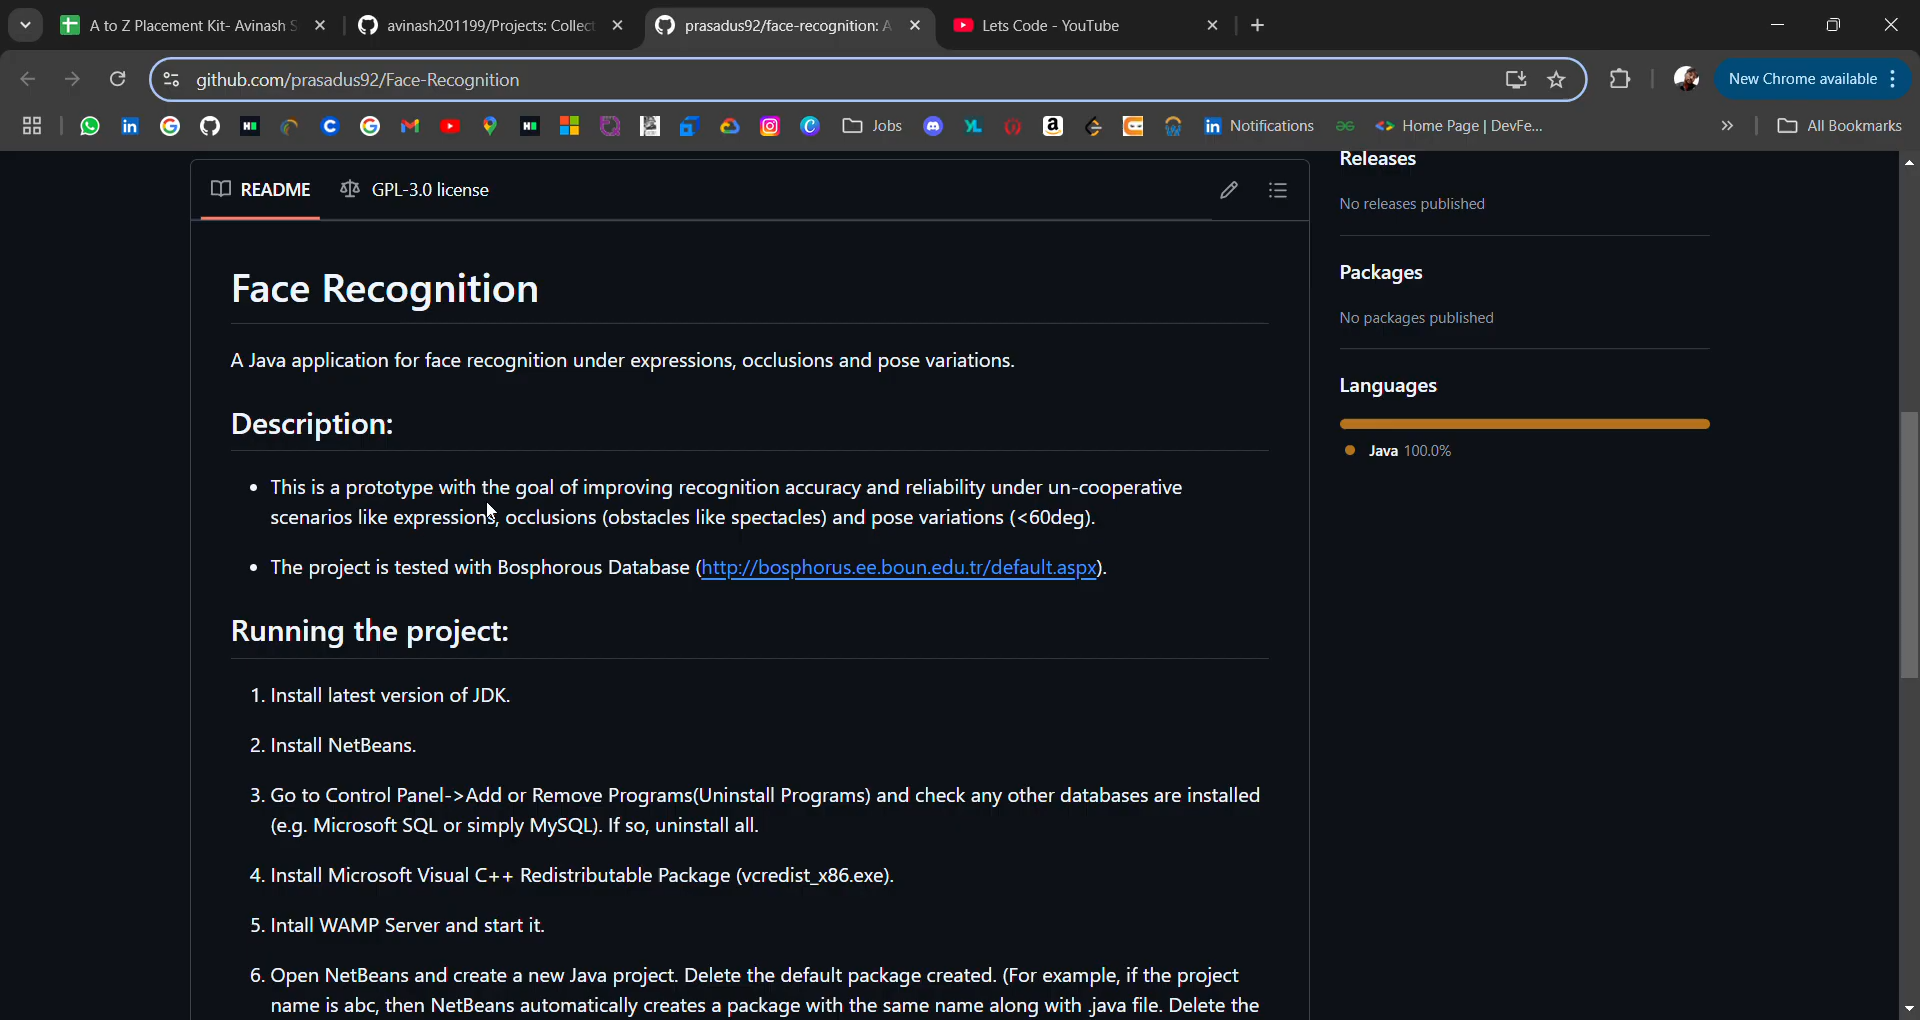 A to Z Placement Kit- Avinash S
avinash201199/Projects: Collect
prasadus92/face-recognition: A
Lets Code - YouTube
github.com/prasadus92/Face-Recognition
New Chrome available
Jobs
Notifications
Home Page | DevFe...
All Bookmarks
README
GPL-3.0 license
Face Recognition
A Java application for face recognition under expressions, occlusions and pose variations.
Description:
• This is a prototype with the goal of improving recognition accuracy and reliability under un-cooperative
scenarios like expressions, occlusions (obstacles like spectacles) and pose variations (<60deg).
• The project is tested with Bosphorous Database (http://bosphorus.ee.boun.edu.tr/default.aspx).
Running the project:
1. Install latest version of JDK.
2. Install NetBeans.
3. Go to Control Panel->Add or Remove Programs(Uninstall Programs) and check any other databases are installed
(e.g. Microsoft SQL or simply MySQL). If so, uninstall all.
4. Install Microsoft Visual C++ Redistributable Package (vcredist_x86.exe).
5. Intall WAMP Server and start it.
6. Open NetBeans and create a new Java project. Delete the default package created. (For example, if the project
name is abc, then NetBeans automatically creates a package with the same name along with .java file. Delete the
Releases
No releases published
Packages
No packages published
Languages
Java 100.0%